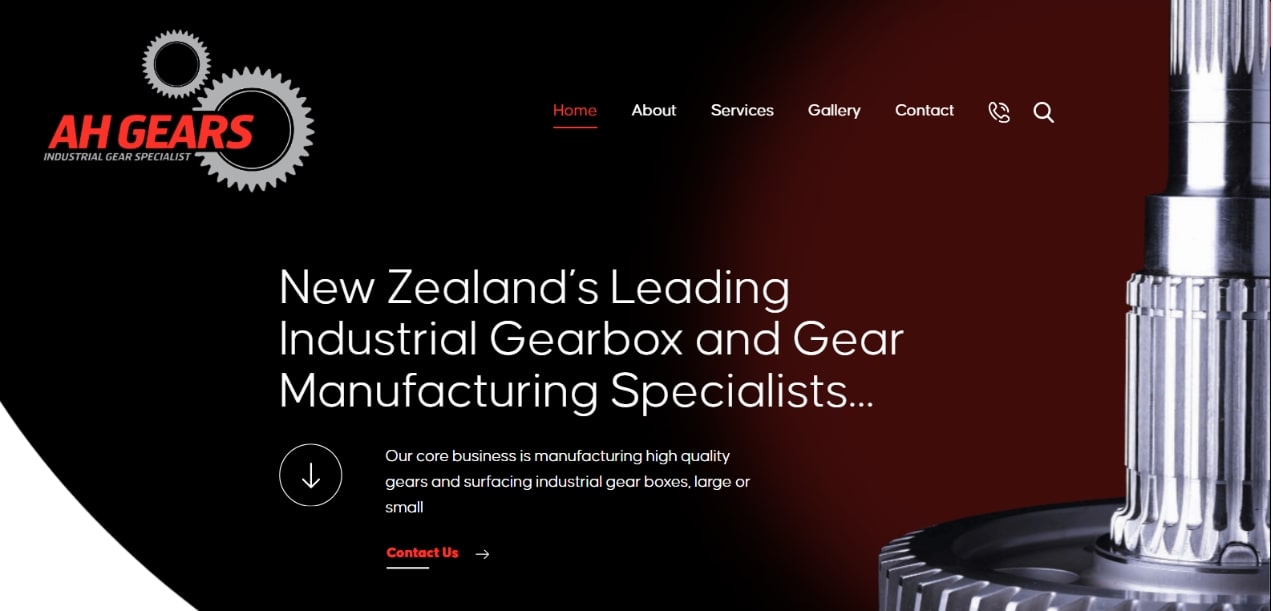 AH GEARS
INDUSTRIAL GEAR SPECIALIST
Home About Services Gallery Contact
New Zealand's Leading
Industrial Gearbox and Gear
Manufacturing Specialists...
Our core business is manufacturing high quality
gears and surfacing industrial gear boxes, large or
small
Contact Us